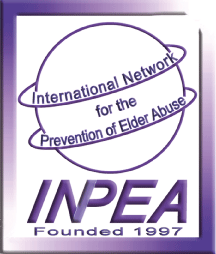 International Network
for the
Prevention of Elder Abuse
INPEA
Founded 1997